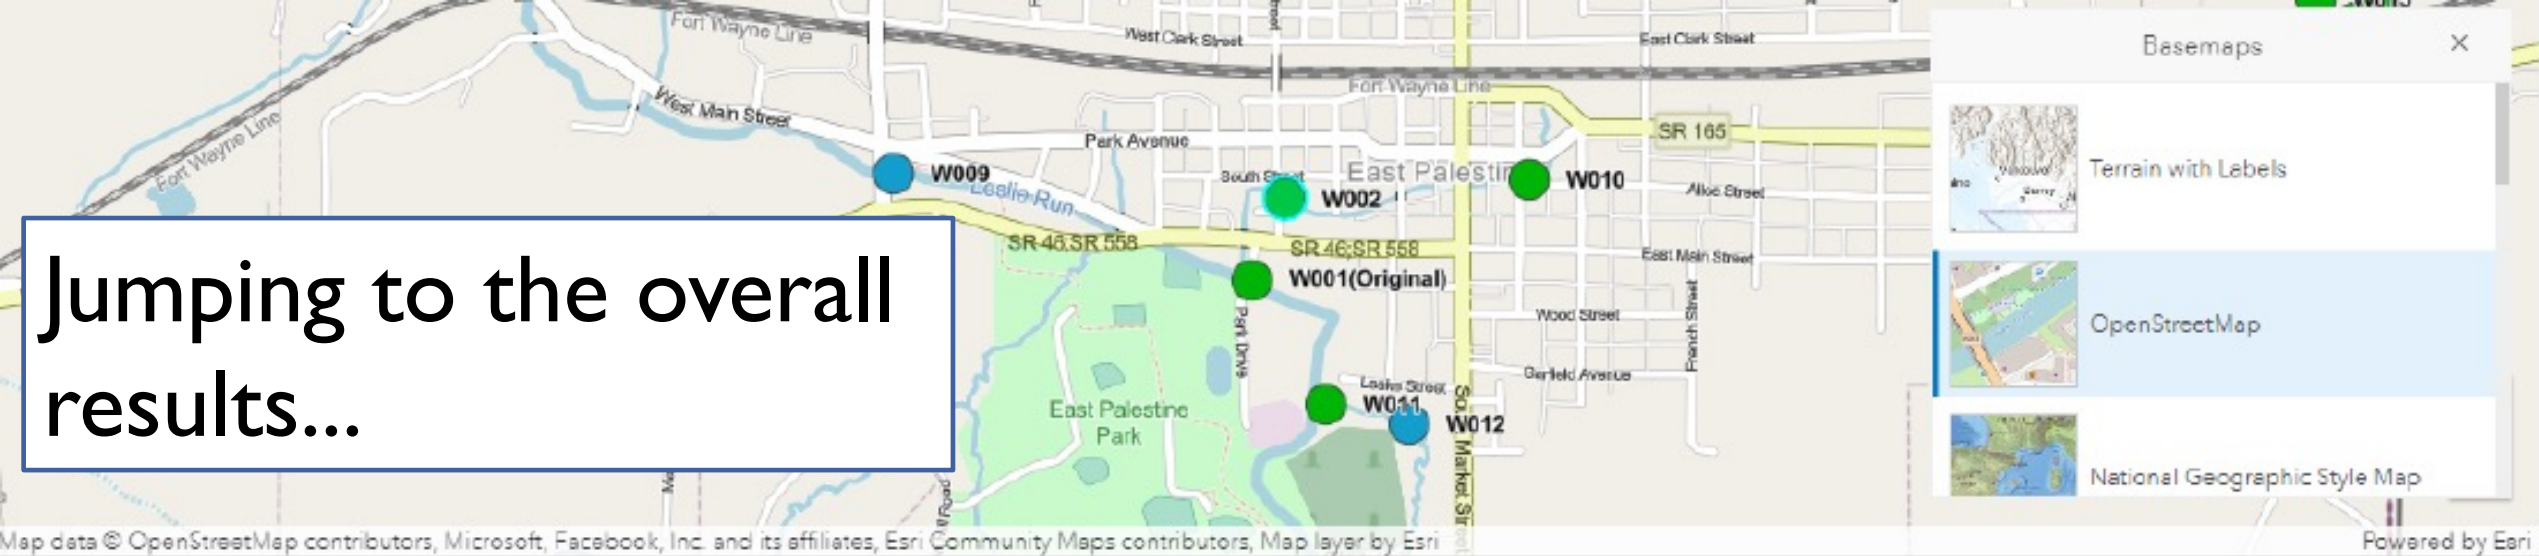 Fort Wayne Line
West Clark Street
East Clark Street
Basemaps
Fort Wayne Line
West Main Street
Fort Wayne Line
Park Avenue
SR 165
Terrain with Labels
W009
Leslie Run
South Street
W002
East Palestin
W010
Alice Street
SR 46;SR 558
SR 46;SR 558
East Main Street
Jumping to the overall
results...
W001(Original)
Park Drive
Wood Street
French Street
OpenStreetMap
Garfield Avenue
Leake Street
W011
W012
East Palestine
Park
Market Street
National Geographic Style Map
Map data © OpenStreetMap contributors, Microsoft, Facebook, Inc. and its affiliates, Esri Community Maps contributors, Map layer by Esri
Powered by Esri